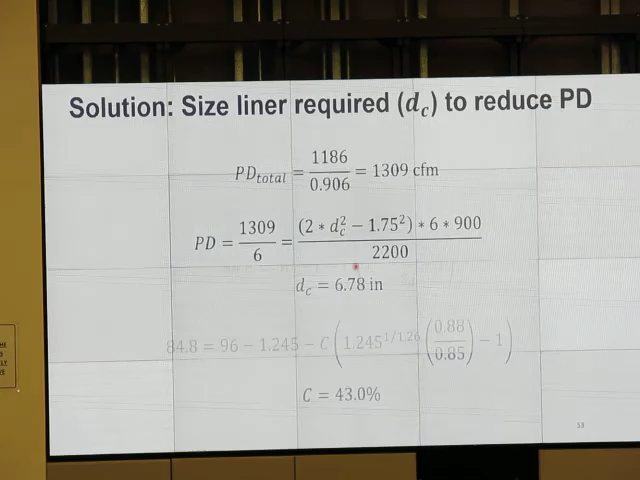 Solution: Size liner required (d_c) to reduce PD
PD_total = 1186 / 0.906 = 1309 cfm
PD = 1309 / 6 = (2 * d_c^2 − 1.75^2) * 6 * 900 / 2200
d_c = 6.78 in
84.8 = 96 − 1.245 − C (1.245^1/1.26 (0.88 / 0.85) − 1)
C = 43.0%
53